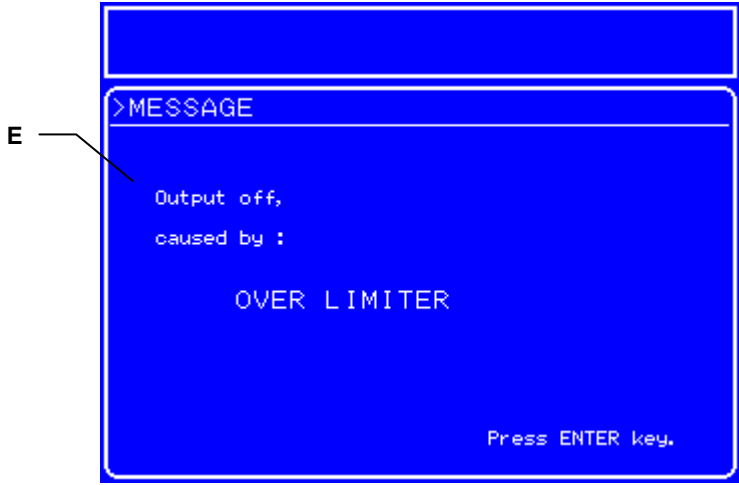 >MESSAGE
E
Output off,
caused by :
OVER LIMITER
Press ENTER key.